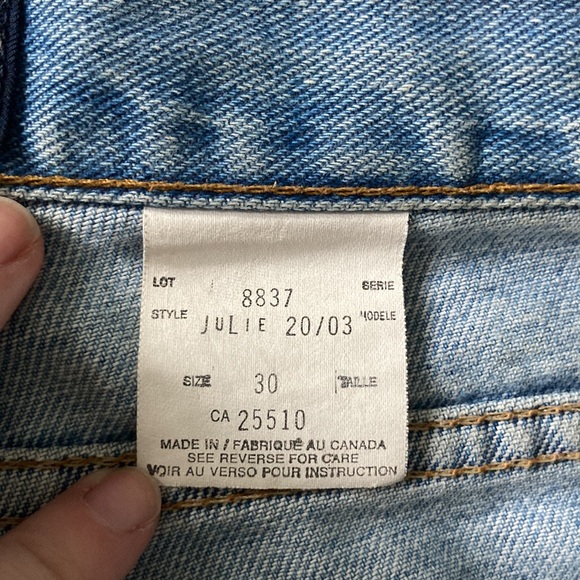 LOT 8837 SERIE
STYLE JULIE 20/03 MODELE
SIZE 30 TAILLE
CA 25510
MADE IN / FABRIQUÉ AU CANADA
SEE REVERSE FOR CARE
VOIR AU VERSO POUR INSTRUCTION